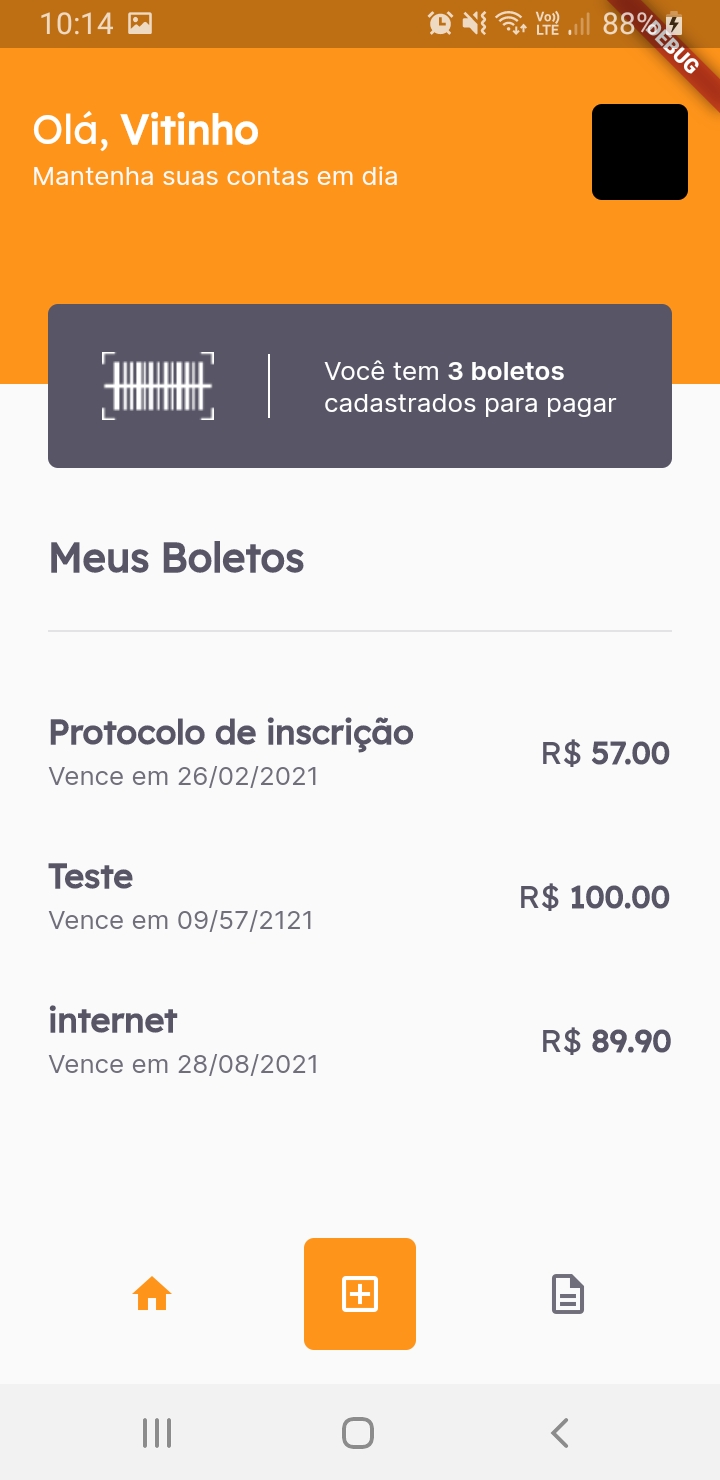 10:14
Vo))
LTE
88%
DEBUG
Olá, Vitinho
Mantenha suas contas em dia
Você tem 3 boletos
cadastrados para pagar
Meus Boletos
Protocolo de inscrição
R$ 57.00
Vence em 26/02/2021
Teste
R$ 100.00
Vence em 09/57/2121
internet
R$ 89.90
Vence em 28/08/2021